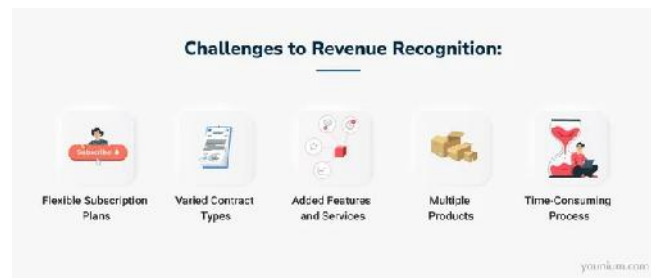 Challenges to Revenue Recognition:
Subscribe
Flexible Subscription
Plans
Varied Contract
Types
Added Features
and Services
Multiple
Products
Time-Consuming
Process
younium.com